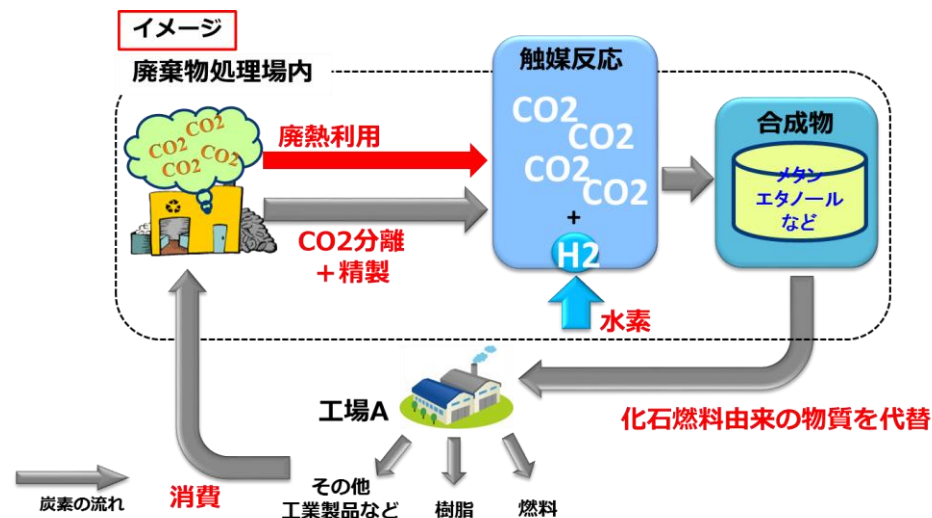 イメージ
廃棄物処理場内
CO2
CO2
CO2
CO2
廃熱利用
CO2分離
＋精製
触媒反応
CO2
CO2
CO2
CO2
+
H2
水素
合成物
メタン
エタノール
など
工場A
化石燃料由来の物質を代替
その他
工業製品など
樹脂
燃料
消費
炭素の流れ